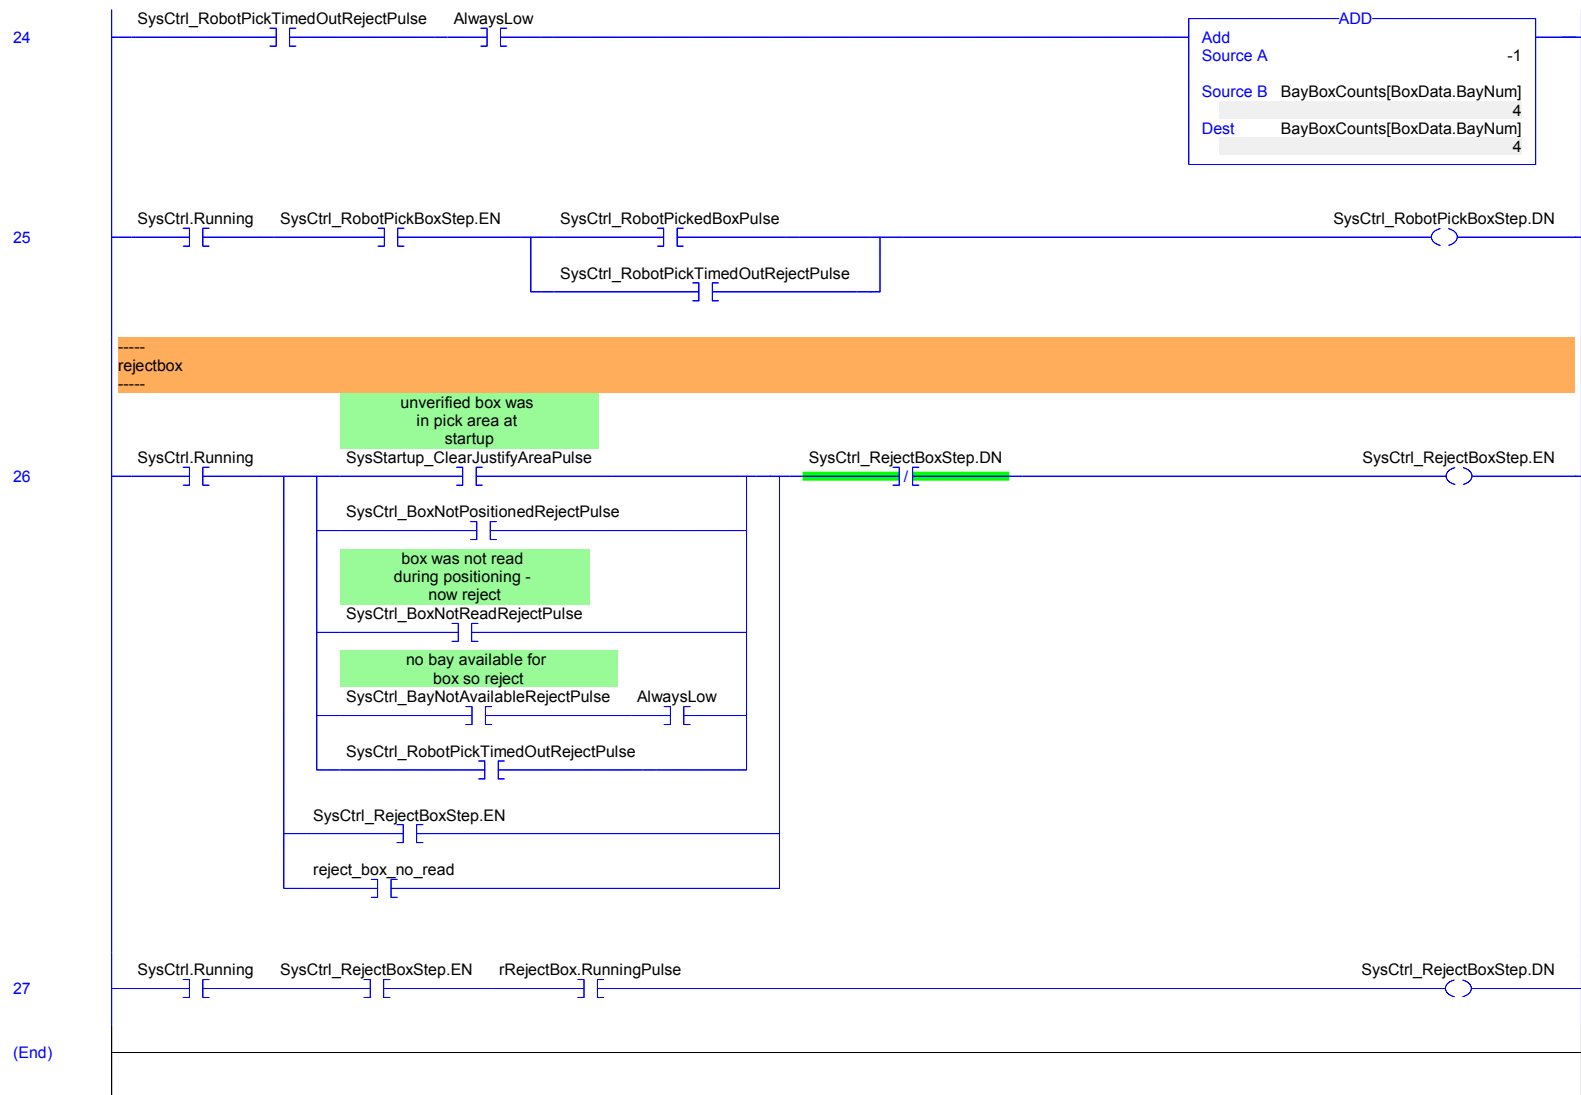 24
SysCtrl_RobotPickTimedOutRejectPulse
AlwaysLow
ADD
Add
Source A
-1
Source B
BayBoxCounts[BoxData.BayNum]
4
Dest
BayBoxCounts[BoxData.BayNum]
4
25
SysCtrl.Running
SysCtrl_RobotPickBoxStep.EN
SysCtrl_RobotPickedBoxPulse
SysCtrl_RobotPickBoxStep.DN
SysCtrl_RobotPickTimedOutRejectPulse
-----
rejectbox
-----
unverified box was
in pick area at
startup
26
SysCtrl.Running
SysStartup_ClearJustifyAreaPulse
SysCtrl_RejectBoxStep.DN
SysCtrl_RejectBoxStep.EN
SysCtrl_BoxNotPositionedRejectPulse
box was not read
during positioning -
now reject
SysCtrl_BoxNotReadRejectPulse
no bay available for
box so reject
SysCtrl_BayNotAvailableRejectPulse
AlwaysLow
SysCtrl_RobotPickTimedOutRejectPulse
SysCtrl_RejectBoxStep.EN
reject_box_no_read
27
SysCtrl.Running
SysCtrl_RejectBoxStep.EN
rRejectBox.RunningPulse
SysCtrl_RejectBoxStep.DN
(End)